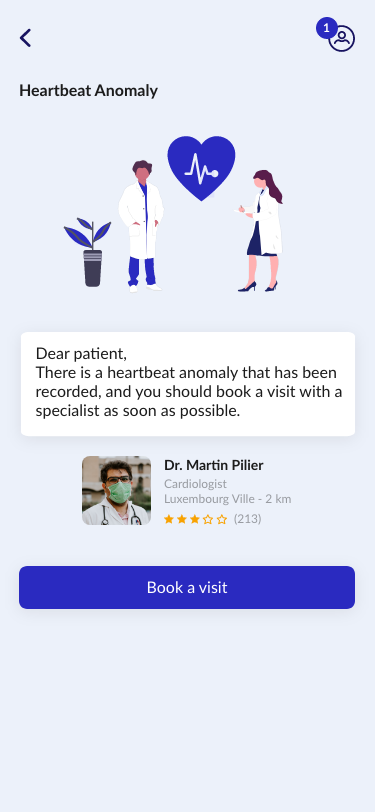 1
Heartbeat Anomaly
Dear patient,
There is a heartbeat anomaly that has been
recorded, and you should book a visit with a
specialist as soon as possible.
Dr. Martin Pilier
Cardiologist
Luxembourg Ville - 2 km
(213)
Book a visit